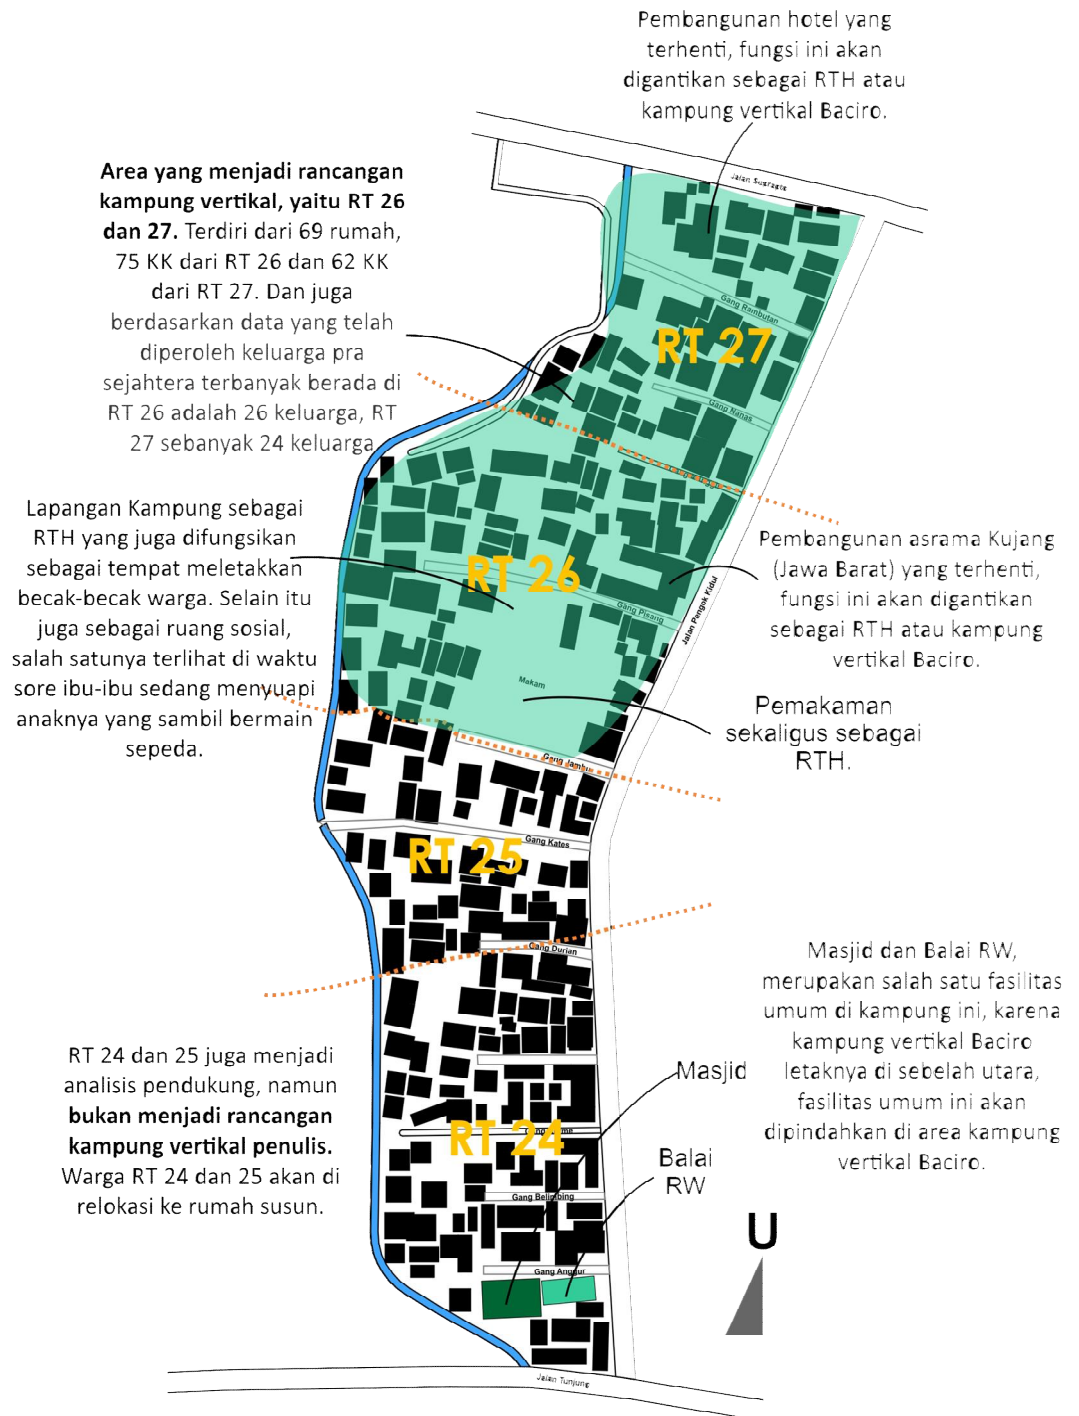 Pembangunan hotel yang
terhenti, fungsi ini akan
digantikan sebagai RTH atau
kampung vertikal Baciro.
Area yang menjadi rancangan
kampung vertikal, yaitu RT 26
dan 27. Terdiri dari 69 rumah,
75 KK dari RT 26 dan 62 KK
dari RT 27. Dan juga
berdasarkan data yang telah
diperoleh keluarga pra
sejahtera terbanyak berada di
RT 26 adalah 26 keluarga, RT
27 sebanyak 24 keluarga.
Lapangan Kampung sebagai
RTH yang juga difungsikan
sebagai tempat meletakkan
becak-becak warga. Selain itu
juga sebagai ruang sosial,
salah satunya terlihat di waktu
sore ibu-ibu sedang menyuapi
anaknya yang sambil bermain
sepeda.
RT 24 dan 25 juga menjadi
analisis pendukung, namun
bukan menjadi rancangan
kampung vertikal penulis.
Warga RT 24 dan 25 akan di
relokasi ke rumah susun.
Gang Rambutan
RT 27
Gang Nanas
RT 26
Gang Pisang
Jalan Pengok Kidul
Makam
Gang Jambu
Gang Kates
RT 25
Gang Durian
RT 24
Gang Belimbing
Gang Anggur
Jalan Tunjung
Pembangunan asrama Kujang
(Jawa Barat) yang terhenti,
fungsi ini akan digantikan
sebagai RTH atau kampung
vertikal Baciro.
Pemakaman
sekaligus sebagai
RTH.
Masjid dan Balai RW,
merupakan salah satu fasilitas
umum di kampung ini, karena
kampung vertikal Baciro
letaknya di sebelah utara,
fasilitas umum ini akan
dipindahkan di area kampung
vertikal Baciro.
Masjid
Balai
RW
U